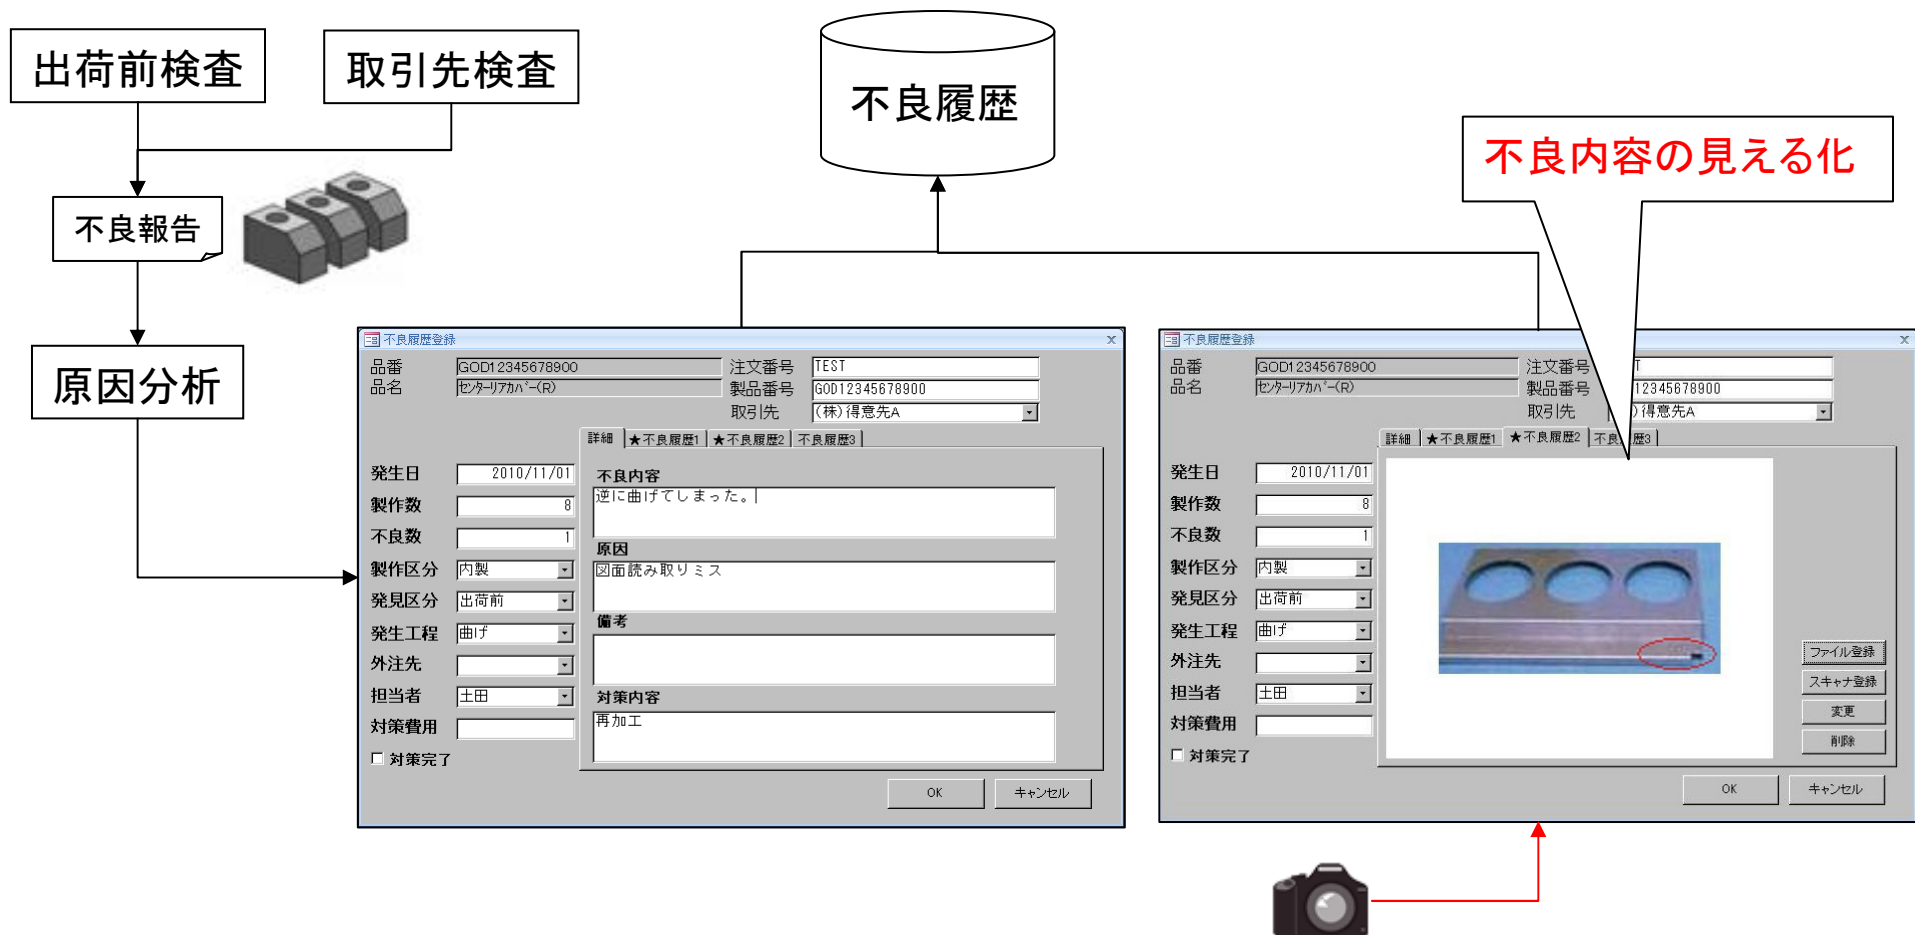 出荷前検査
取引先検査
不良履歴
不良内容の見える化
不良報告
原因分析
不良履歴登録
品番
GOD12345678900
注文番号
TEST
品名
センターリアカバー(R)
製品番号
GOD12345678900
取引先
(株)得意先A
詳細
★不良履歴1
★不良履歴2
不良履歴3
発生日
2010/11/01
製作数
8
不良数
1
製作区分
内製
発見区分
出荷前
発生工程
曲げ
外注先
担当者
土田
対策費用
対策完了
不良内容
逆に曲げてしまった。
原因
図面読み取りミス
備考
対策内容
再加工
OK
キャンセル
不良履歴登録
品番
GOD12345678900
注文番号
T
品名
センターリアカバー(R)
製品番号
12345678900
取引先
)得意先A
詳細
★不良履歴1
★不良履歴2
不良履歴3
発生日
2010/11/01
製作数
8
不良数
1
製作区分
内製
発見区分
出荷前
発生工程
曲げ
外注先
担当者
土田
対策費用
対策完了
ファイル登録
スキャナ登録
変更
削除
OK
キャンセル